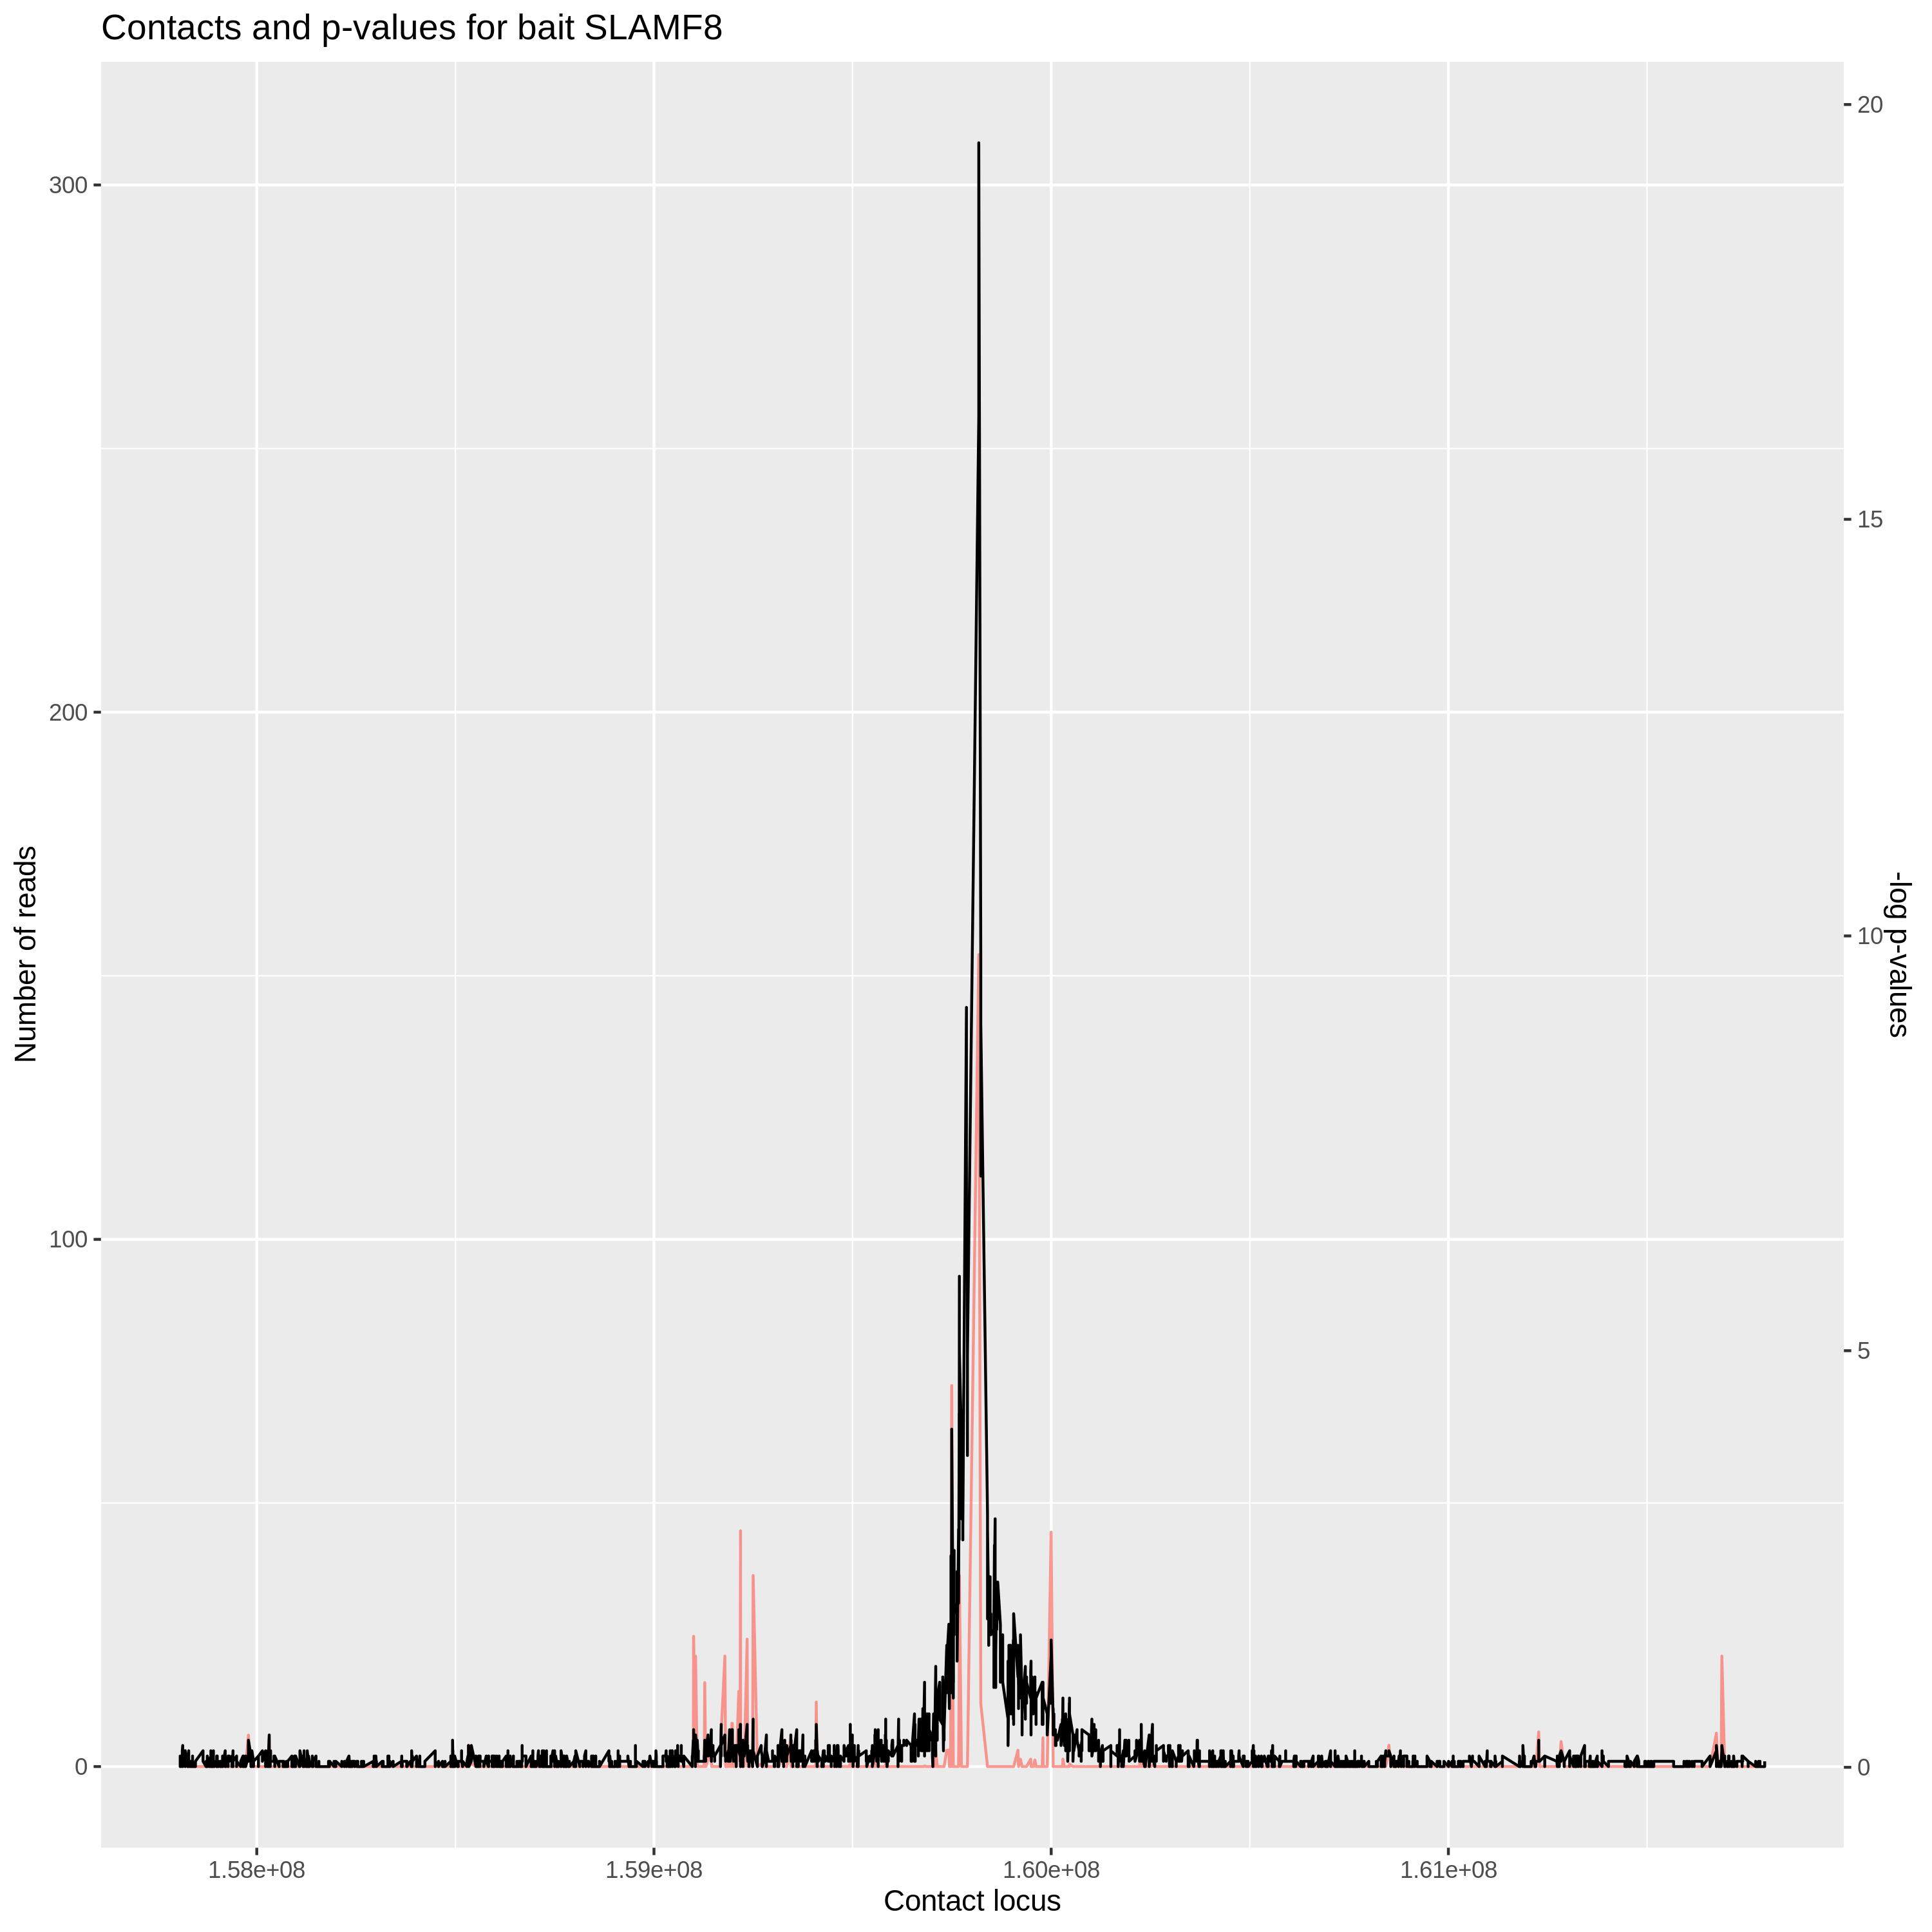 Contacts and p-values for bait SLAMF8
Number of reads
300
200
100
0
20
15
10
5
0
-log p-values
1.58e+08
1.59e+08
1.60e+08
1.61e+08
Contact locus